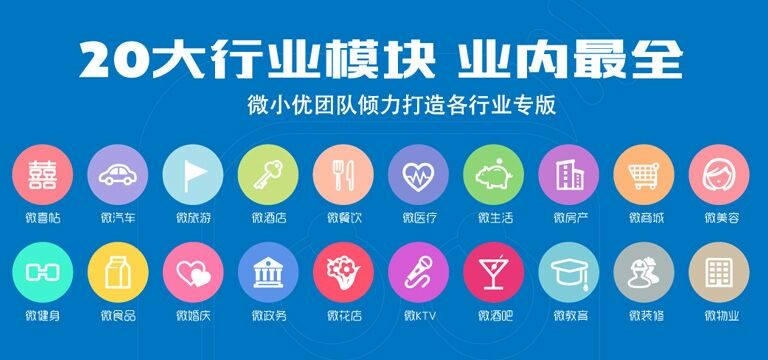 20大行业模块 业内最全
微小优团队倾力打造各行业专版
囍
微喜帖 微汽车 微旅游 微酒店 微餐饮 微医疗 微生活 微房产 微商城 微美容
微健身 微食品 微婚庆 微政务 微花店 微KTV 微酒吧 微教育 微装修 微物业